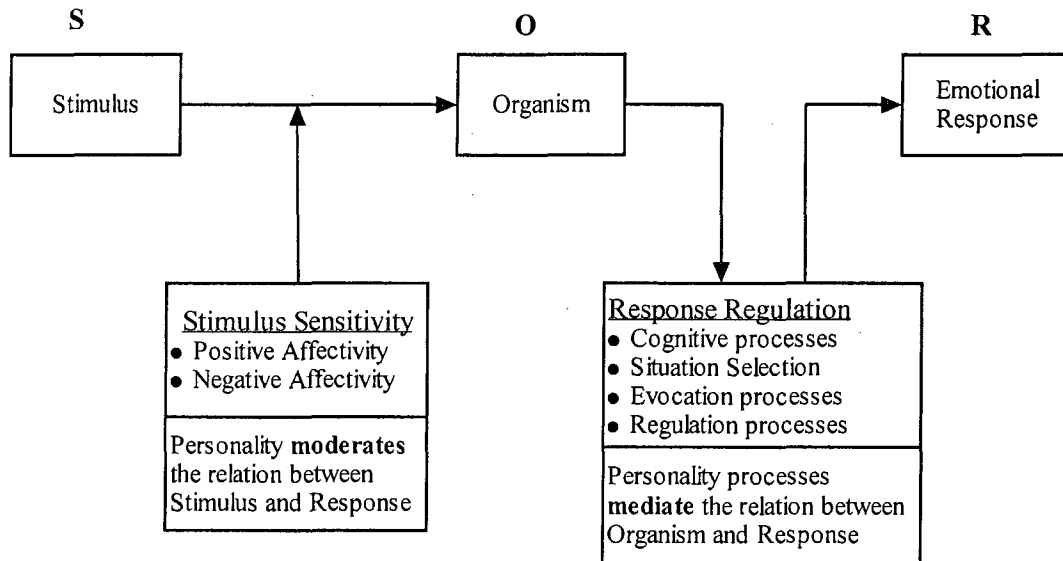 S
O
R
Stimulus
Organism
Emotional
Response
Stimulus Sensitivity
● Positive Affectivity
● Negative Affectivity
Personality moderates
the relation between
Stimulus and Response
Response Regulation
● Cognitive processes
● Situation Selection
● Evocation processes
● Regulation processes
Personality processes
mediate the relation between
Organism and Response